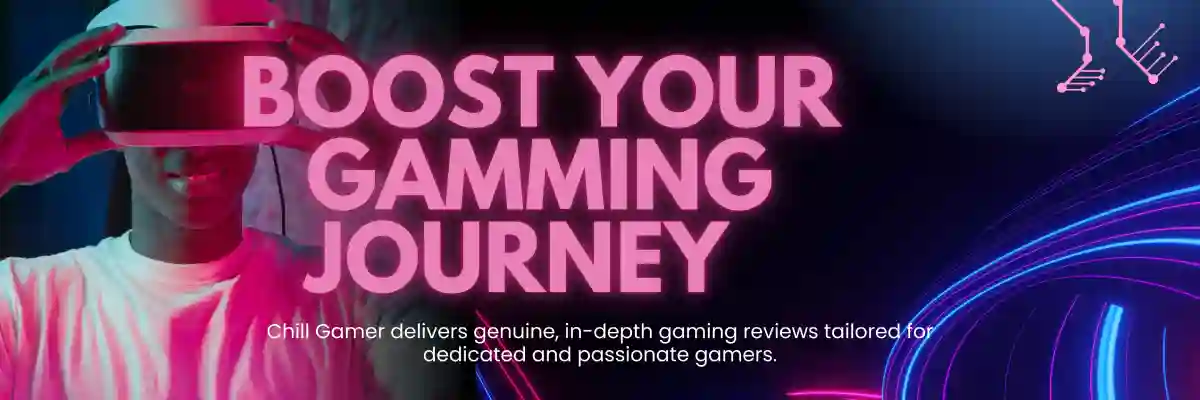 BOOST YOUR
GAMMING
JOURNEY
Chill Gamer delivers genuine, in-depth gaming reviews tailored for
dedicated and passionate gamers.